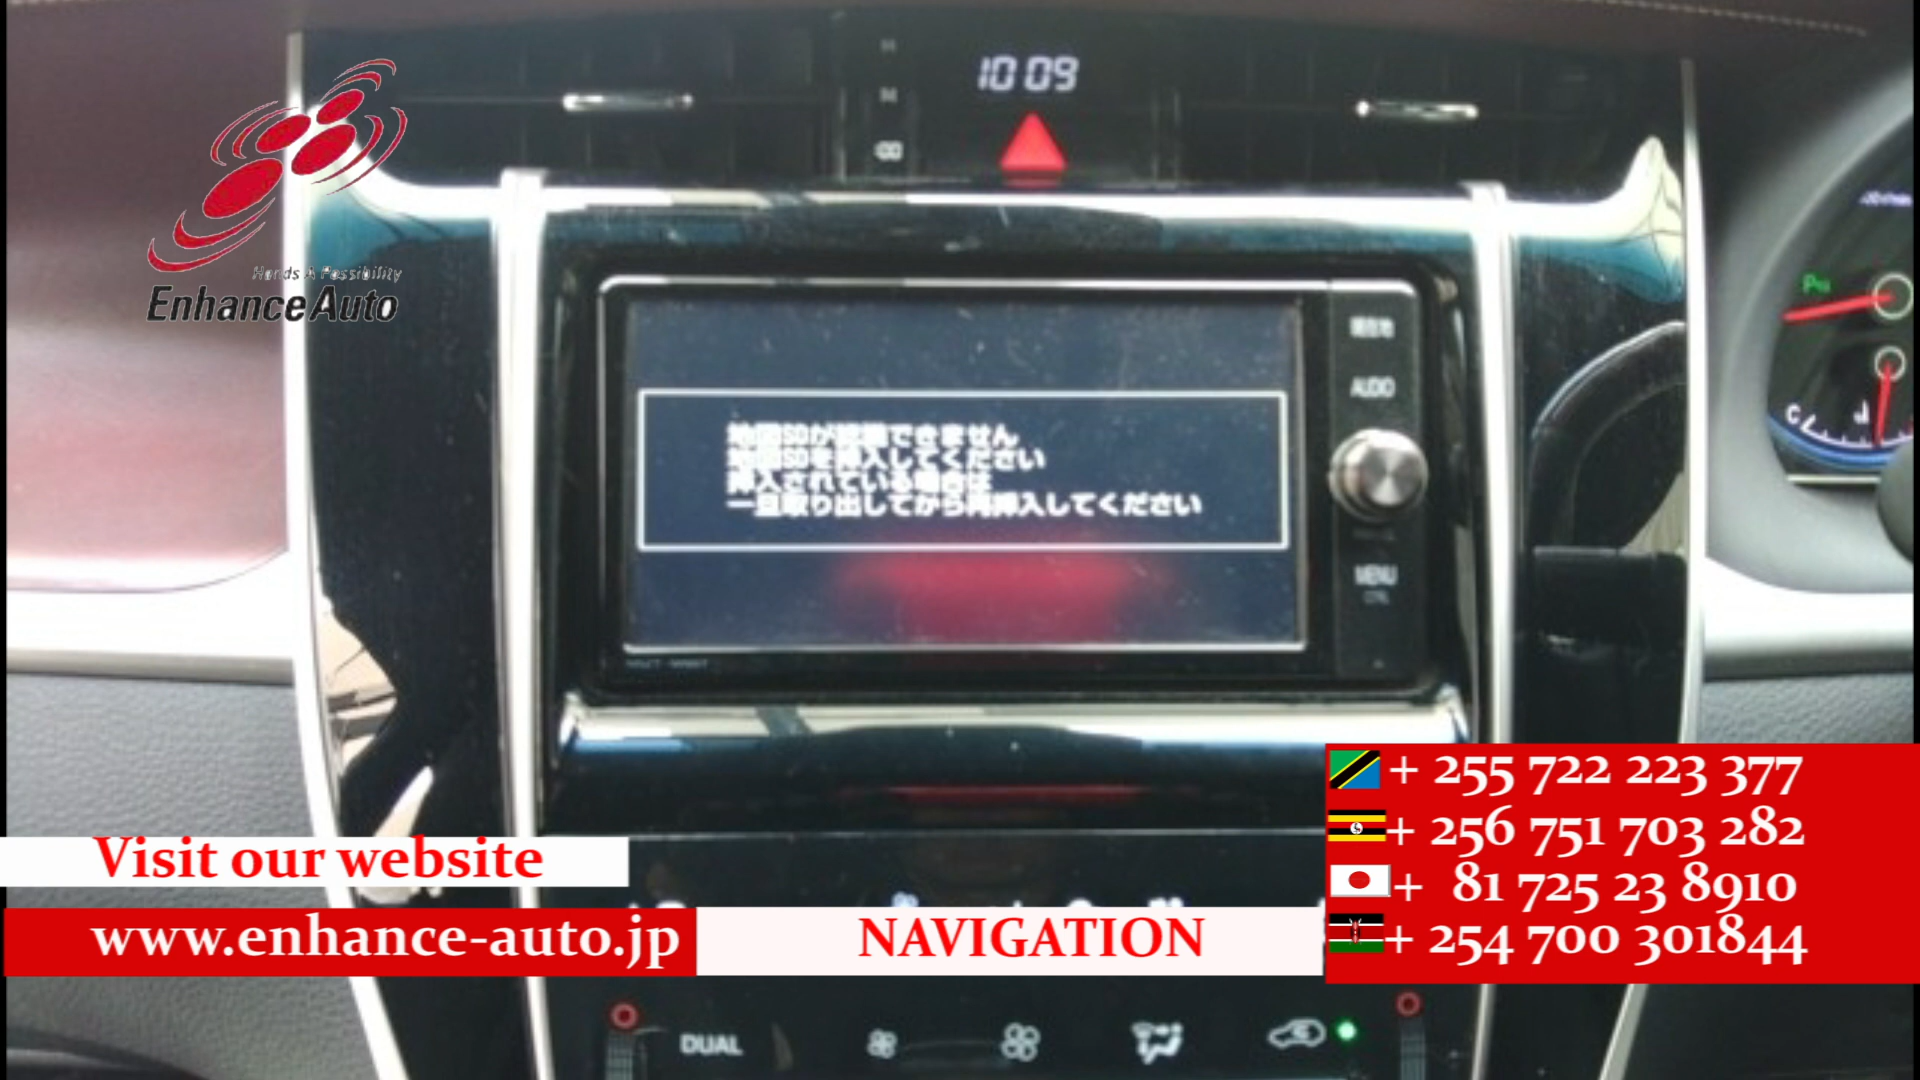 10:09
Hands A Possibility
EnhanceAuto
現在地
AUDIO
地図SDが認識できません
地図SDを挿入してください
挿入されている場合は
一旦取り出してから再挿入してください
MENU
C
+ 255 722 223 377
+ 256 751 703 282
+ 81 725 23 8910
+ 254 700 301844
Visit our website
www.enhance-auto.jp
NAVIGATION
DUAL